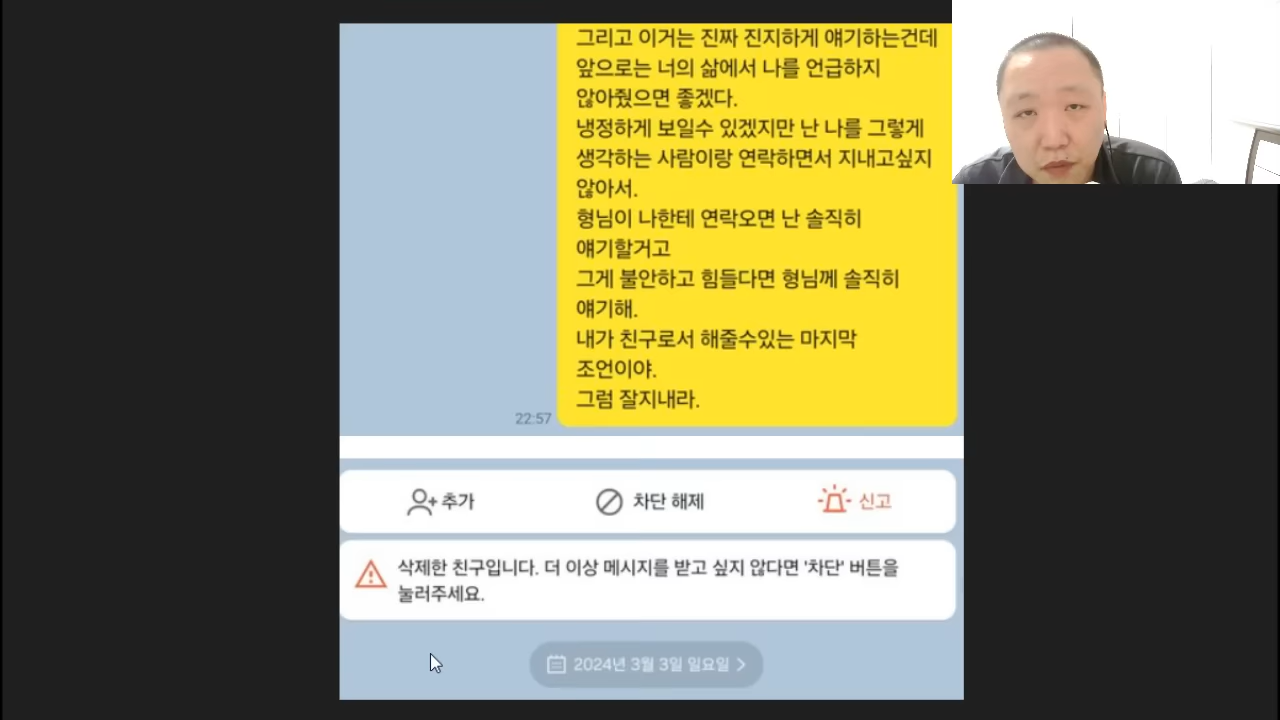 그리고 이거는 진짜 진지하게 얘기하는건데
앞으로는 너의 삶에서 나를 언급하지
않아줬으면 좋겠다.
냉정하게 보일수 있겠지만 난 나를 그렇게
생각하는 사람이랑 연락하면서 지내고싶지
않아서.
형님이 나한테 연락오면 난 솔직히
얘기할거고
그게 불안하고 힘들다면 형님께 솔직히
얘기해.
내가 친구로서 해줄수있는 마지막
조언이야.
그럼 잘지내라.
22:57
추가 차단 해제 신고
삭제한 친구입니다. 더 이상 메시지를 받고 싶지 않다면 '차단' 버튼을
눌러주세요.
2024년 3월 3일 일요일